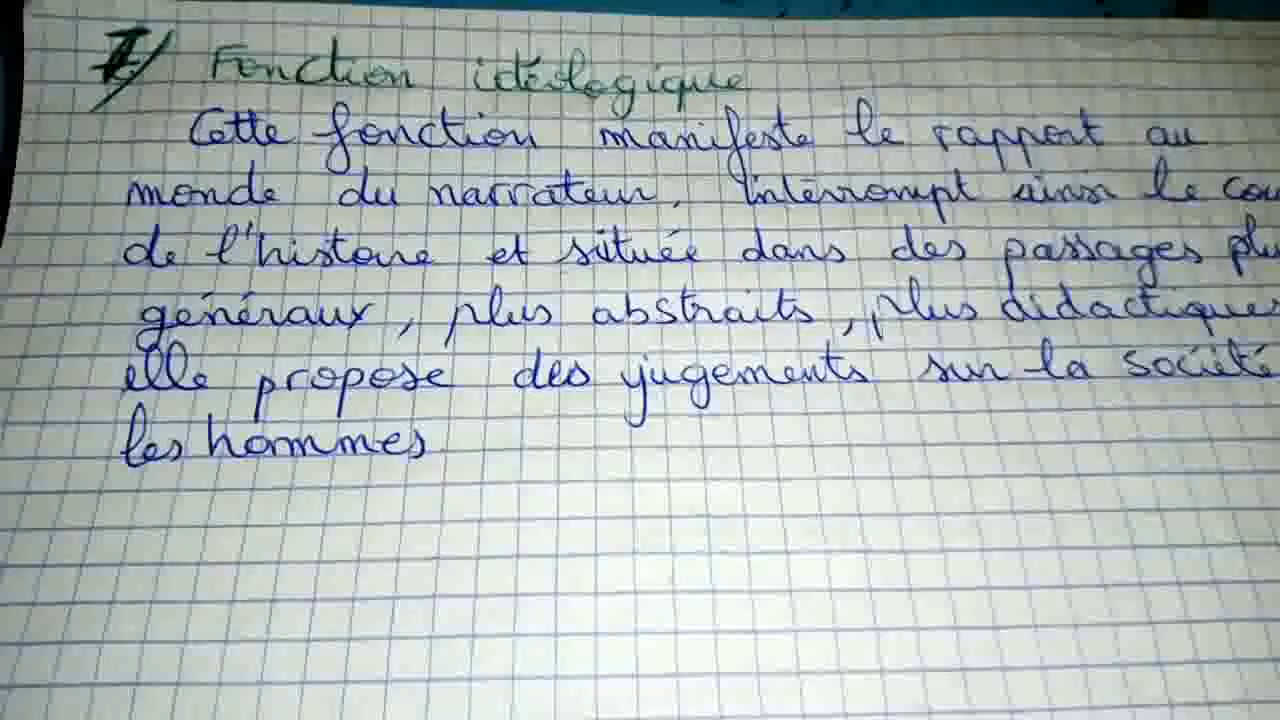 Fonction idéologique
Cette fonction manifeste le rapport au
monde du narrateur, Interrompt ainsi le cou
de l'histoire et située dans des passages plu
généraux, plus abstraits, plus didactiques
elle propose des jugements sur la société
les hommes